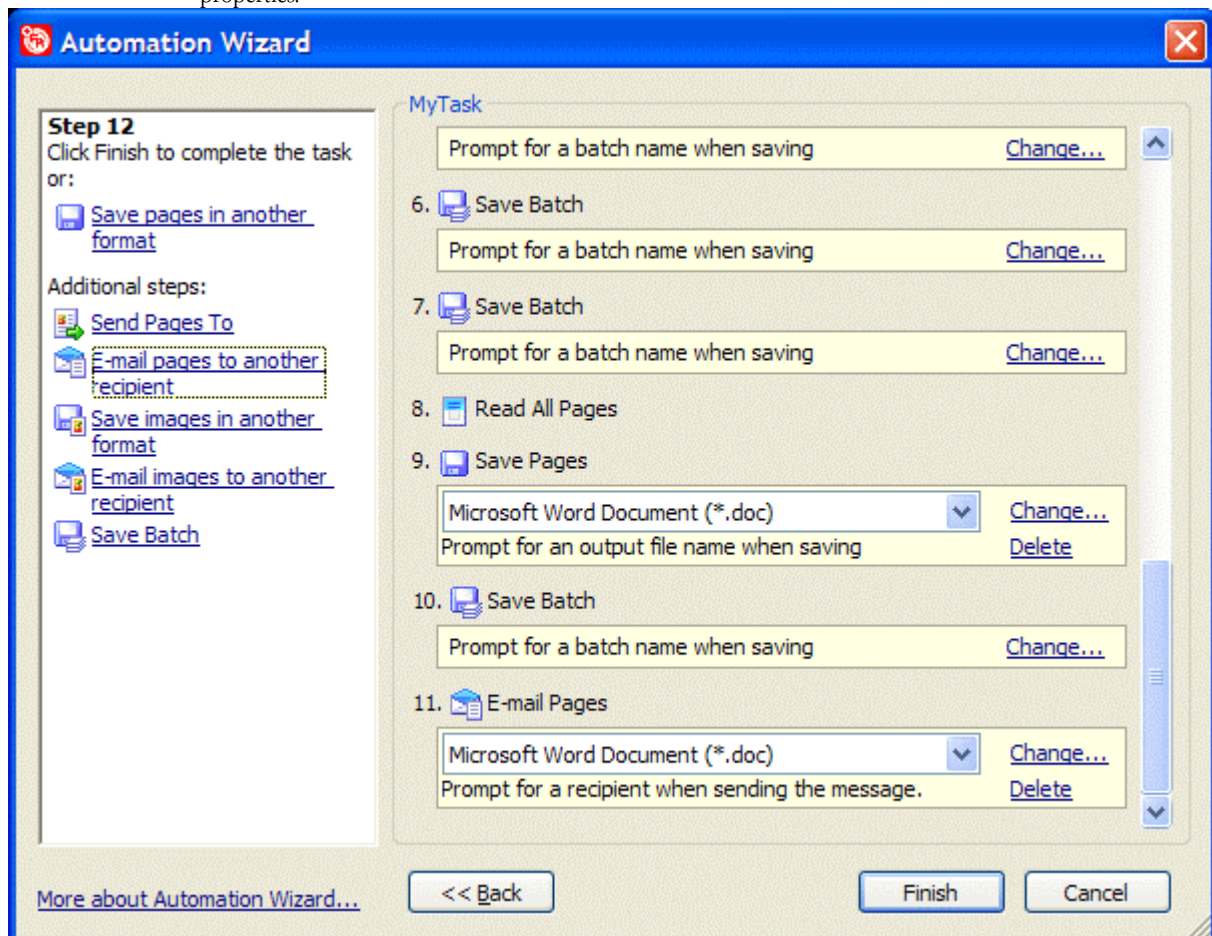 properties.
Automation Wizard
Step 12
Click Finish to complete the task
or:
Save pages in another
format
Additional steps:
Send Pages To
E-mail pages to another
recipient
Save images in another
format
E-mail images to another
recipient
Save Batch
More about Automation Wizard...
MyTask
Prompt for a batch name when saving Change...
6. Save Batch
Prompt for a batch name when saving Change...
7. Save Batch
Prompt for a batch name when saving Change...
8. Read All Pages
9. Save Pages
Microsoft Word Document (*.doc) Change...
Prompt for an output file name when saving Delete
10. Save Batch
Prompt for a batch name when saving Change...
11. E-mail Pages
Microsoft Word Document (*.doc) Change...
Prompt for a recipient when sending the message. Delete
<< Back Finish Cancel